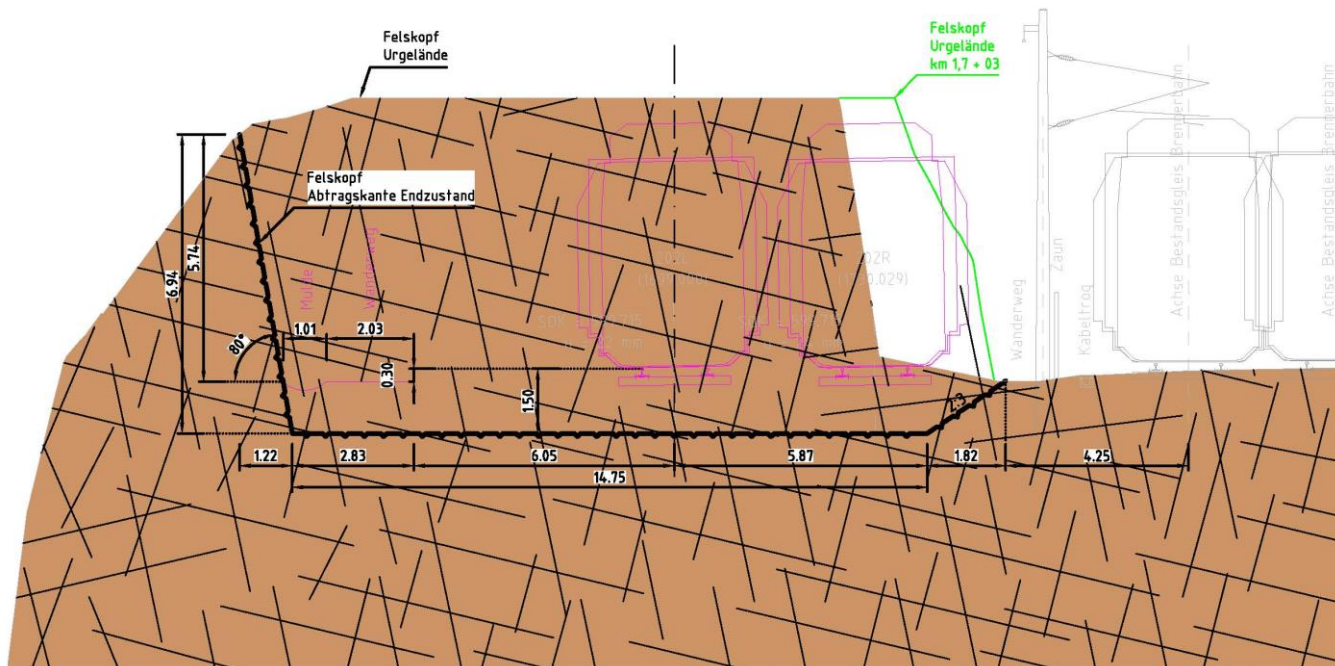 Felskopf
Urgelände
Felskopf
Urgelände
km 1,7 + 03
Felskopf
Abtragskante Endzustand
6.94
5.74
80°
Mulde
Wanderweg
1.01
2.03
0.30
1.50
2:3
1.22
2.83
6.05
5.87
1.82
4.25
14.75
Wanderweg
Zaun
Kabeltrog
Achse Bestandsgleis Brennerbahn
Achse Bestandsgleis Brennerbahn